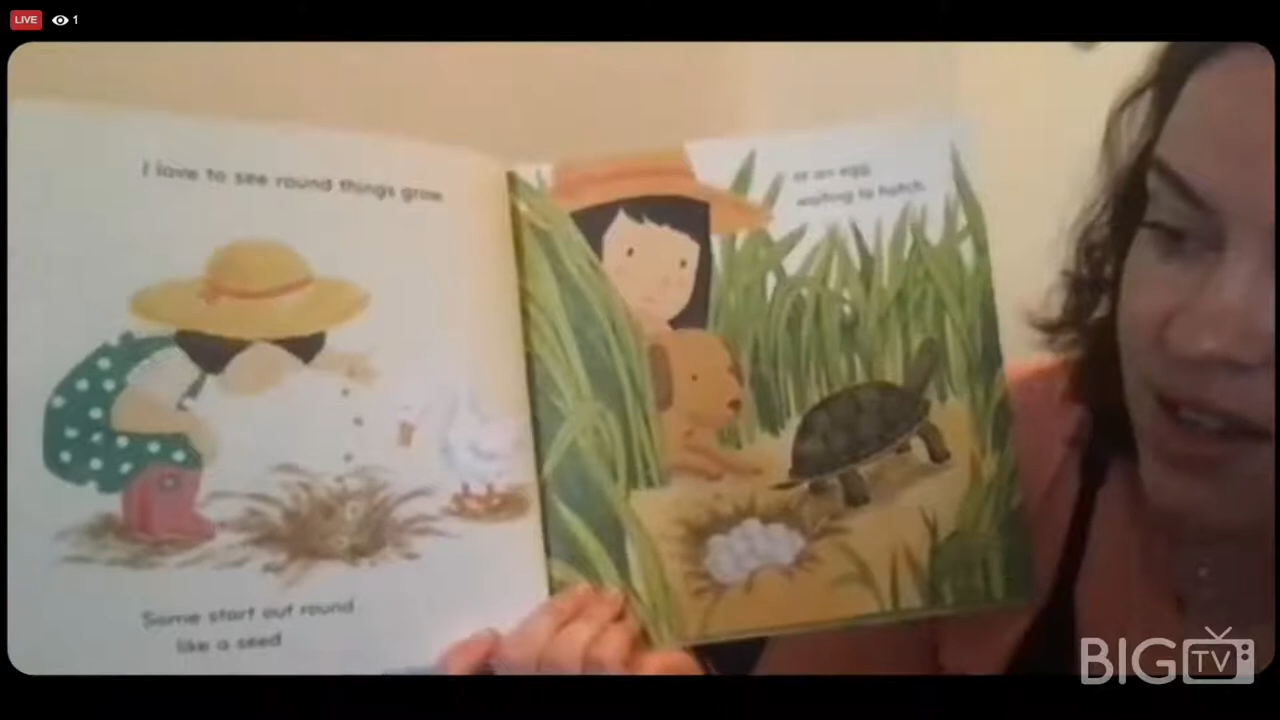 LIVE 1
I love to see round things grow.
Some start out round
like a seed
or an egg
waiting to hatch.
BIG TV